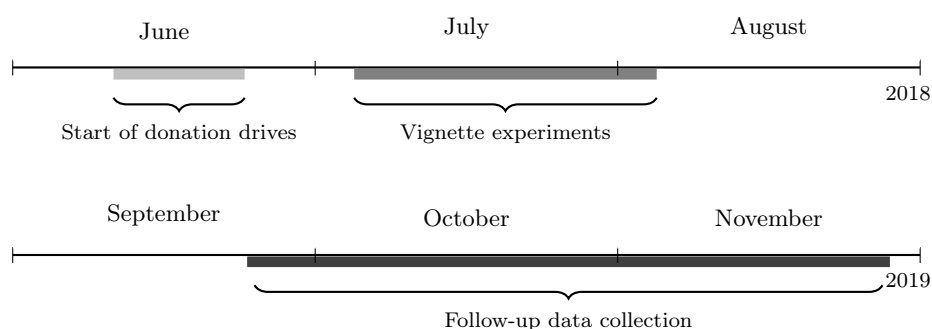 June July August
2018
Start of donation drives Vignette experiments
September October November
2019
Follow-up data collection